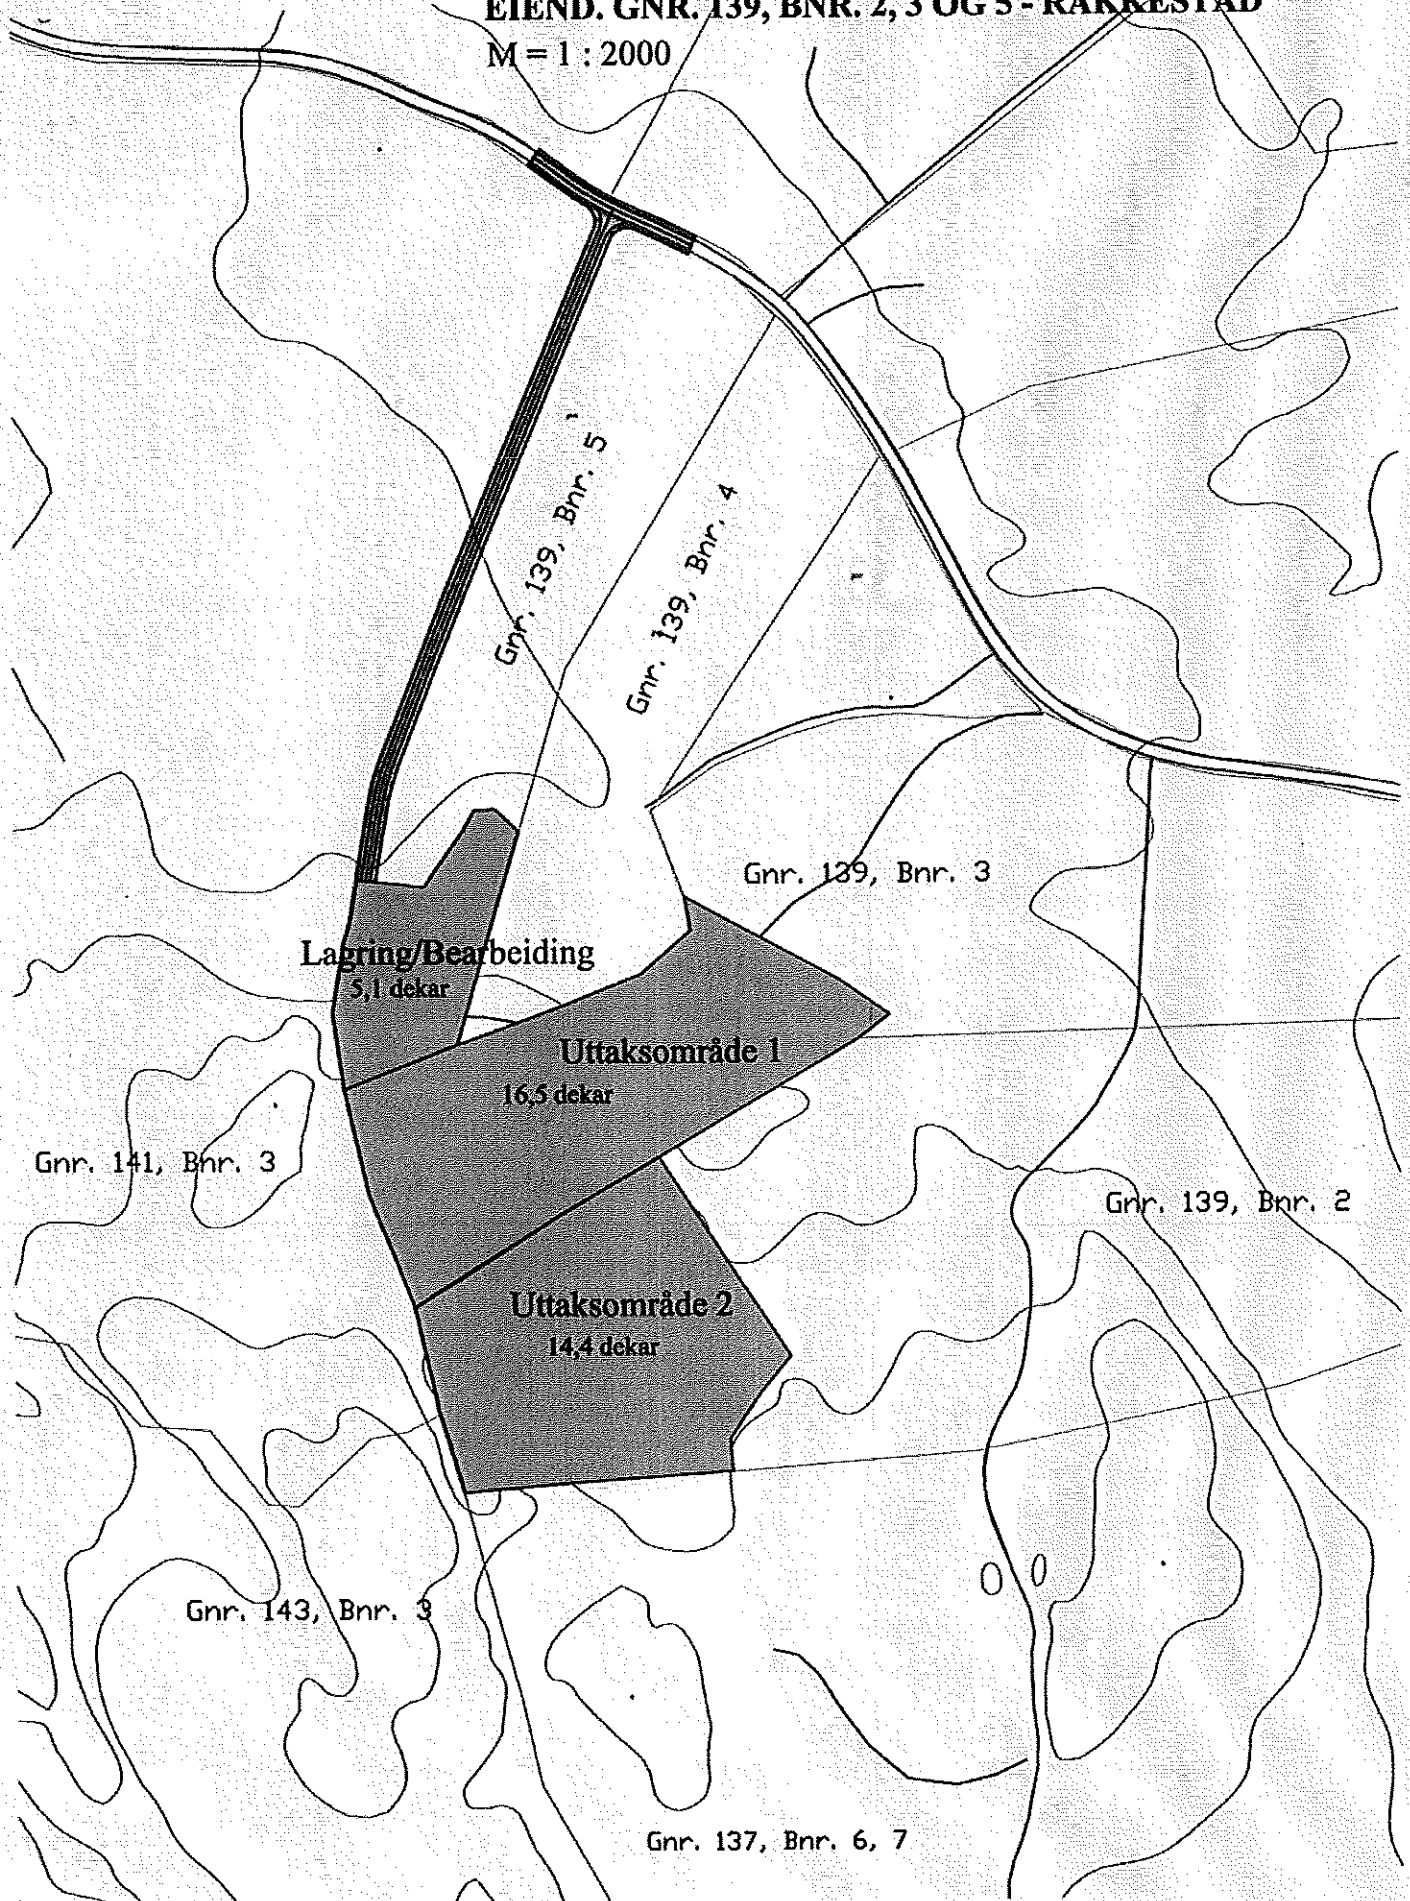 EIEND. GNR. 139, BNR. 2, 3 OG 5 - RAKKESTAD
M = 1 : 2000
Gnr. 139, Bnr. 5
Gnr. 139, Bnr. 4
Gnr. 139, Bnr. 3
Lagring/Bearbeiding
5,1 dekar
Uttaksområde 1
16,5 dekar
Gnr. 141, Bnr. 3
Gnr. 139, Bnr. 2
Uttaksområde 2
14,4 dekar
Gnr. 143, Bnr. 3
Gnr. 137, Bnr. 6, 7